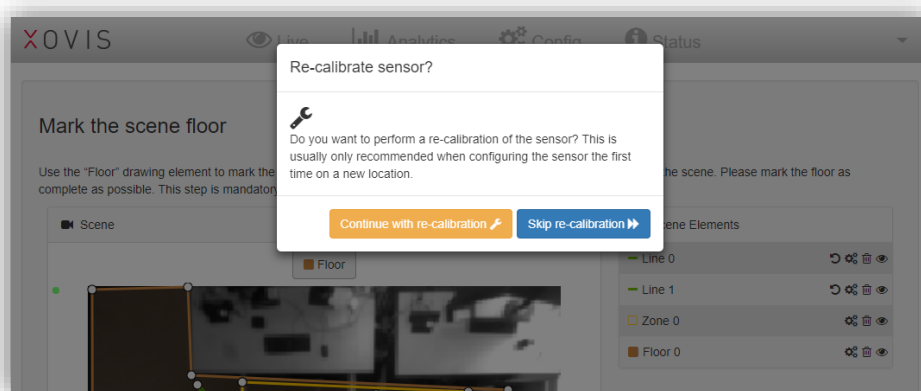 XOVIS
Live
Analytics
Config
Status
Re-calibrate sensor?
Do you want to perform a re-calibration of the sensor? This is
usually only recommended when configuring the sensor the first
time on a new location.
Continue with re-calibration
Skip re-calibration
Mark the scene floor
Use the "Floor" drawing element to mark the
he scene. Please mark the floor as
complete as possible. This step is mandatory
Scene
cene Elements
Floor
Line 0
Line 1
Zone 0
Floor 0